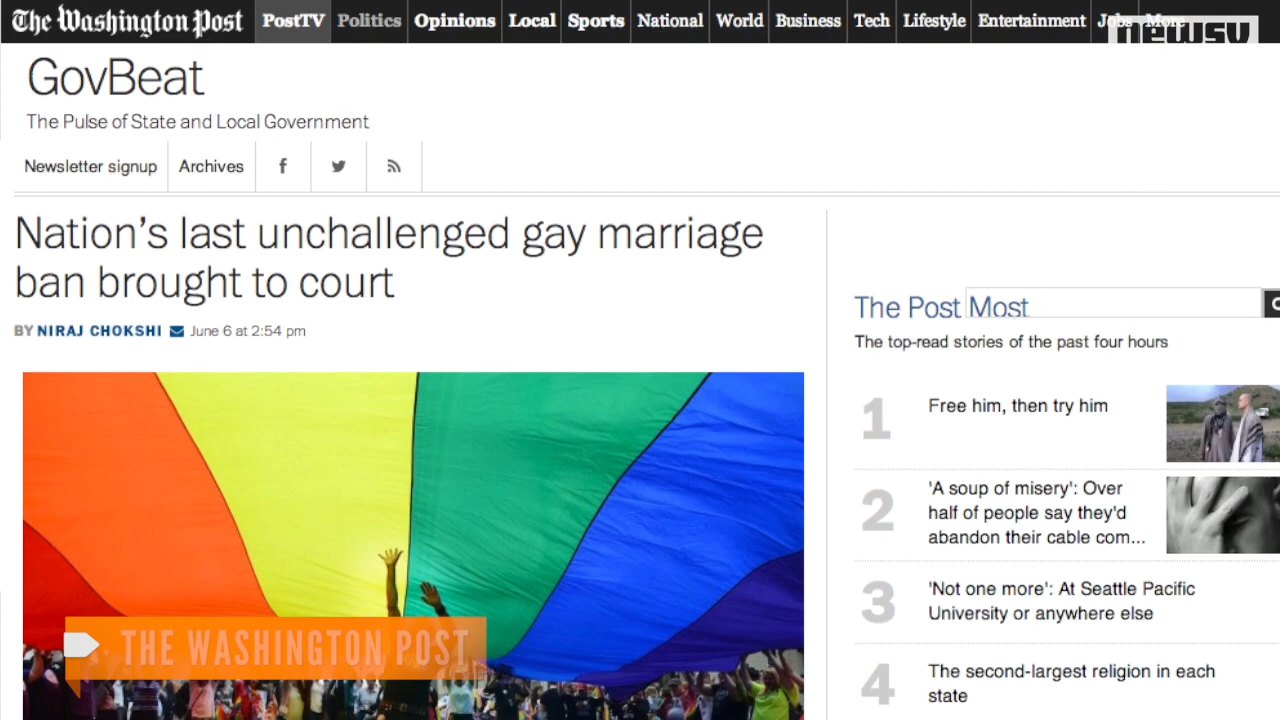 The Washington Post PostTV Politics Opinions Local Sports National World Business Tech Lifestyle Entertainment Jobs More
newsy
GovBeat
The Pulse of State and Local Government
Newsletter signup Archives
Nation's last unchallenged gay marriage
ban brought to court
BY NIRAJ CHOKSHI June 6 at 2:54 pm
The Post Most
The top-read stories of the past four hours
1 Free him, then try him
2 'A soup of misery': Over
half of people say they'd
abandon their cable com...
3 'Not one more': At Seattle Pacific
University or anywhere else
4 The second-largest religion in each
state
THE WASHINGTON POST